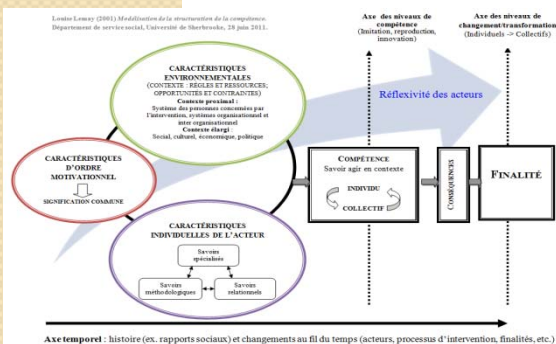 Louise Lemay (2001) Modélisation de la structuration de la compétence.
Département de service social, Université de Sherbrooke, 28 juin 2011.
Axe des niveaux de
compétence
(Imitation, reproduction,
innovation)
Axe des niveaux de
changement/transformation
(Individuels -> Collectifs)
CARACTÉRISTIQUES
ENVIRONNEMENTALES
(CONTEXTE : RÈGLES ET RESSOURCES;
OPPORTUNITÉS ET CONTRAINTES)
Contexte proximal :
Système des personnes concernées par
l'intervention, systèmes organisationnel et
inter organisationnel
Contexte élargi :
Social, culturel, économique, politique
Réflexivité des acteurs
CARACTÉRISTIQUES
D'ORDRE
MOTIVATIONNEL
SIGNIFICATION COMMUNE
COMPÉTENCE
Savoir agir en contexte
INDIVIDU
COLLECTIF
CONSÉQUENCES
FINALITÉ
CARACTÉRISTIQUES
INDIVIDUELLES DE L'ACTEUR
Savoirs
spécialisés
Savoirs
méthodologiques
Savoirs
relationnels
Axe temporel : histoire (ex. rapports sociaux) et changements au fil du temps (acteurs, processus d'intervention, finalités, etc.)